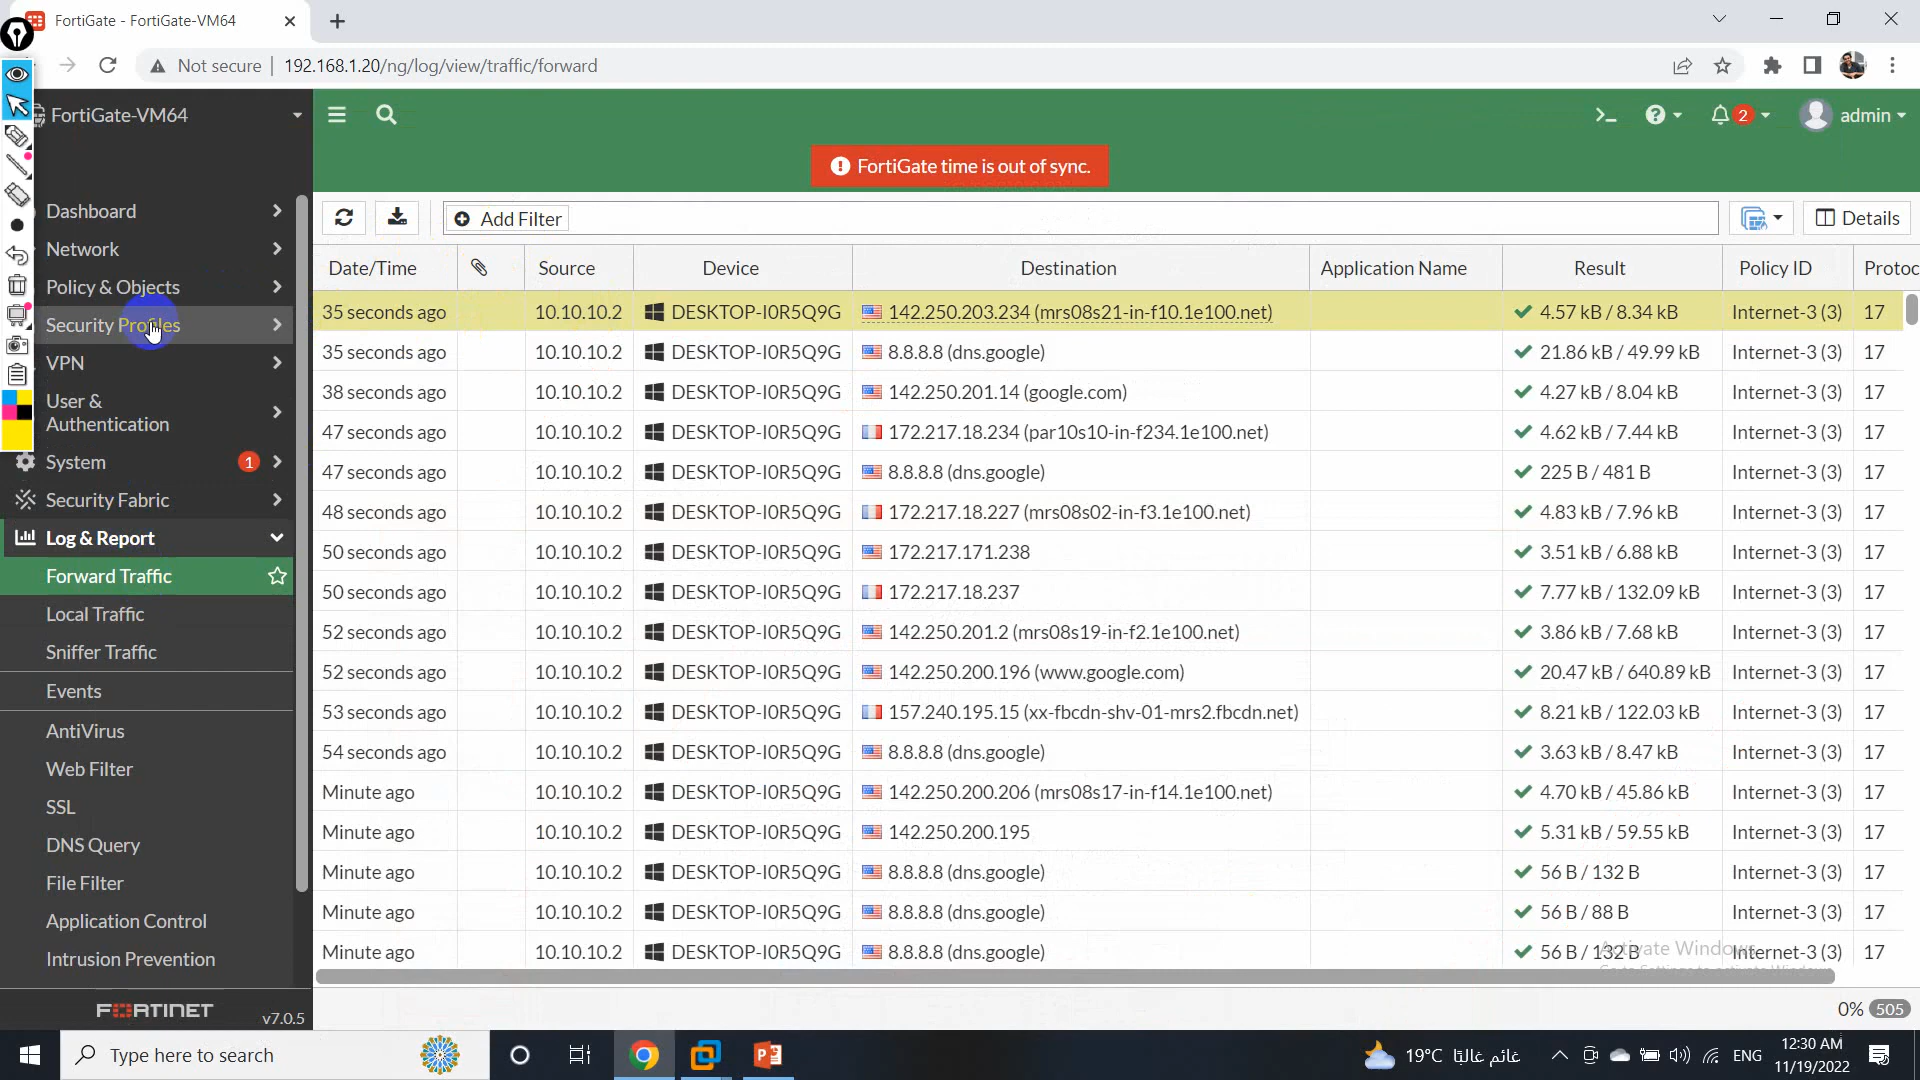 FortiGate - FortiGate-VM64
Not secure 192.168.1.20/ng/log/view/traffic/forward
FortiGate-VM64
2 admin
FortiGate time is out of sync.
Add Filter Details
Date/Time Source Device Destination Application Name Result Policy ID Protoc
35 seconds ago 10.10.10.2 DESKTOP-I0R5Q9G 142.250.203.234 (mrs08s21-in-f10.1e100.net) 4.57 kB / 8.34 kB Internet-3 (3) 17
35 seconds ago 10.10.10.2 DESKTOP-I0R5Q9G 8.8.8.8 (dns.google) 21.86 kB / 49.99 kB Internet-3 (3) 17
38 seconds ago 10.10.10.2 DESKTOP-I0R5Q9G 142.250.201.14 (google.com) 4.27 kB / 8.04 kB Internet-3 (3) 17
47 seconds ago 10.10.10.2 DESKTOP-I0R5Q9G 172.217.18.234 (par10s10-in-f234.1e100.net) 4.62 kB / 7.44 kB Internet-3 (3) 17
47 seconds ago 10.10.10.2 DESKTOP-I0R5Q9G 8.8.8.8 (dns.google) 225 B / 481 B Internet-3 (3) 17
48 seconds ago 10.10.10.2 DESKTOP-I0R5Q9G 172.217.18.227 (mrs08s02-in-f3.1e100.net) 4.83 kB / 7.96 kB Internet-3 (3) 17
50 seconds ago 10.10.10.2 DESKTOP-I0R5Q9G 172.217.171.238 3.51 kB / 6.88 kB Internet-3 (3) 17
50 seconds ago 10.10.10.2 DESKTOP-I0R5Q9G 172.217.18.237 7.77 kB / 132.09 kB Internet-3 (3) 17
52 seconds ago 10.10.10.2 DESKTOP-I0R5Q9G 142.250.201.2 (mrs08s19-in-f2.1e100.net) 3.86 kB / 7.68 kB Internet-3 (3) 17
52 seconds ago 10.10.10.2 DESKTOP-I0R5Q9G 142.250.200.196 (www.google.com) 20.47 kB / 640.89 kB Internet-3 (3) 17
53 seconds ago 10.10.10.2 DESKTOP-I0R5Q9G 157.240.195.15 (xx-fbcdn-shv-01-mrs2.fbcdn.net) 8.21 kB / 122.03 kB Internet-3 (3) 17
54 seconds ago 10.10.10.2 DESKTOP-I0R5Q9G 8.8.8.8 (dns.google) 3.63 kB / 8.47 kB Internet-3 (3) 17
Minute ago 10.10.10.2 DESKTOP-I0R5Q9G 142.250.200.206 (mrs08s17-in-f14.1e100.net) 4.70 kB / 45.86 kB Internet-3 (3) 17
Minute ago 10.10.10.2 DESKTOP-I0R5Q9G 142.250.200.195 5.31 kB / 59.55 kB Internet-3 (3) 17
Minute ago 10.10.10.2 DESKTOP-I0R5Q9G 8.8.8.8 (dns.google) 56 B / 132 B Internet-3 (3) 17
Minute ago 10.10.10.2 DESKTOP-I0R5Q9G 8.8.8.8 (dns.google) 56 B / 88 B Internet-3 (3) 17
Minute ago 10.10.10.2 DESKTOP-I0R5Q9G 8.8.8.8 (dns.google) 56 B / 132 B Internet-3 (3) 17
Activate Windows
Dashboard
Network
Policy & Objects
Security Profiles
VPN
User &
Authentication
System 1
Security Fabric
Log & Report
Forward Traffic
Local Traffic
Sniffer Traffic
Events
AntiVirus
Web Filter
SSL
DNS Query
File Filter
Application Control
Intrusion Prevention
FORTINET v7.0.5
0% 505
Type here to search
19°C غائم غالبًا ENG 12:30 AM
11/19/2022